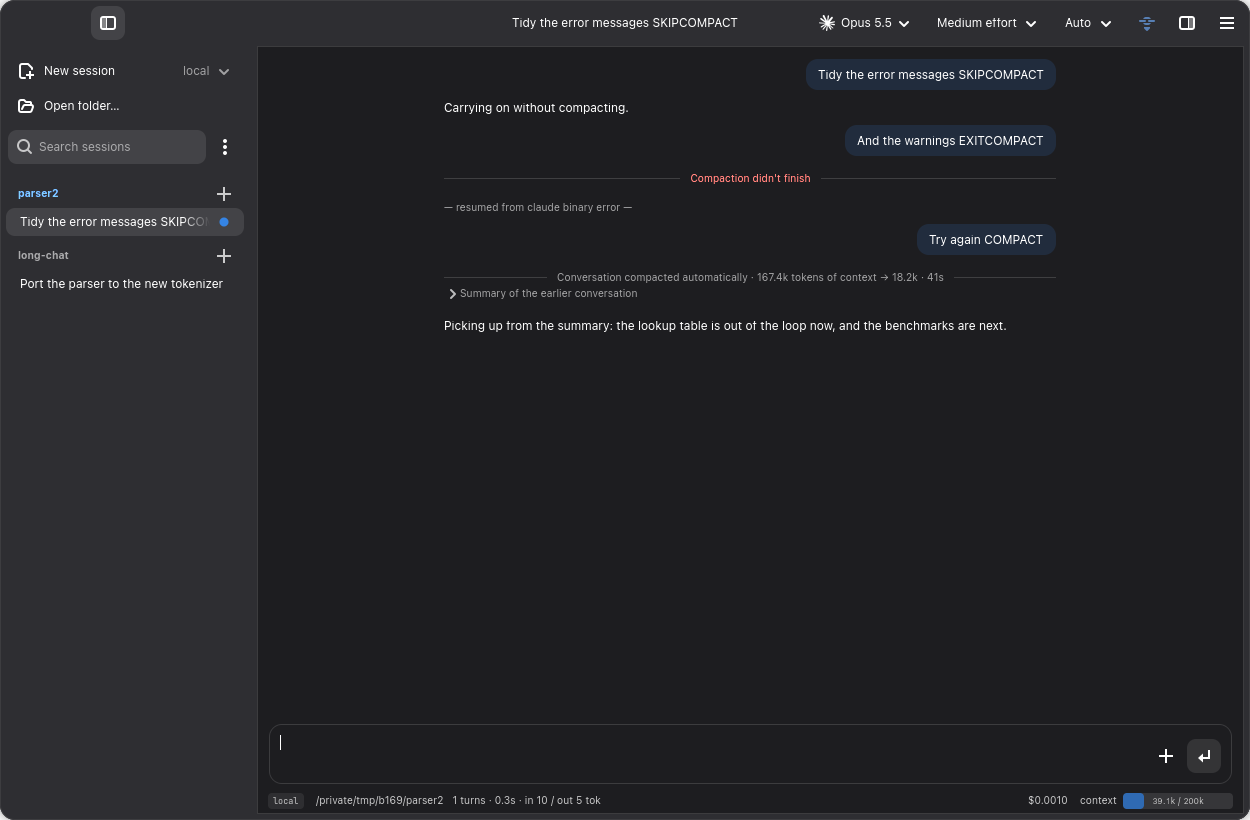 Tidy the error messages SKIPCOMPACT
Opus 5.5
Medium effort
Auto
New session
local
Open folder...
Search sessions
parser2
Tidy the error messages SKIPCO
long-chat
Port the parser to the new tokenizer
Tidy the error messages SKIPCOMPACT
Carrying on without compacting.
And the warnings EXITCOMPACT
Compaction didn't finish
— resumed from claude binary error —
Try again COMPACT
Conversation compacted automatically · 167.4k tokens of context → 18.2k · 41s
Summary of the earlier conversation
Picking up from the summary: the lookup table is out of the loop now, and the benchmarks are next.
local
/private/tmp/b169/parser2
1 turns · 0.3s · in 10 / out 5 tok
$0.0010
context
39.1k / 200k